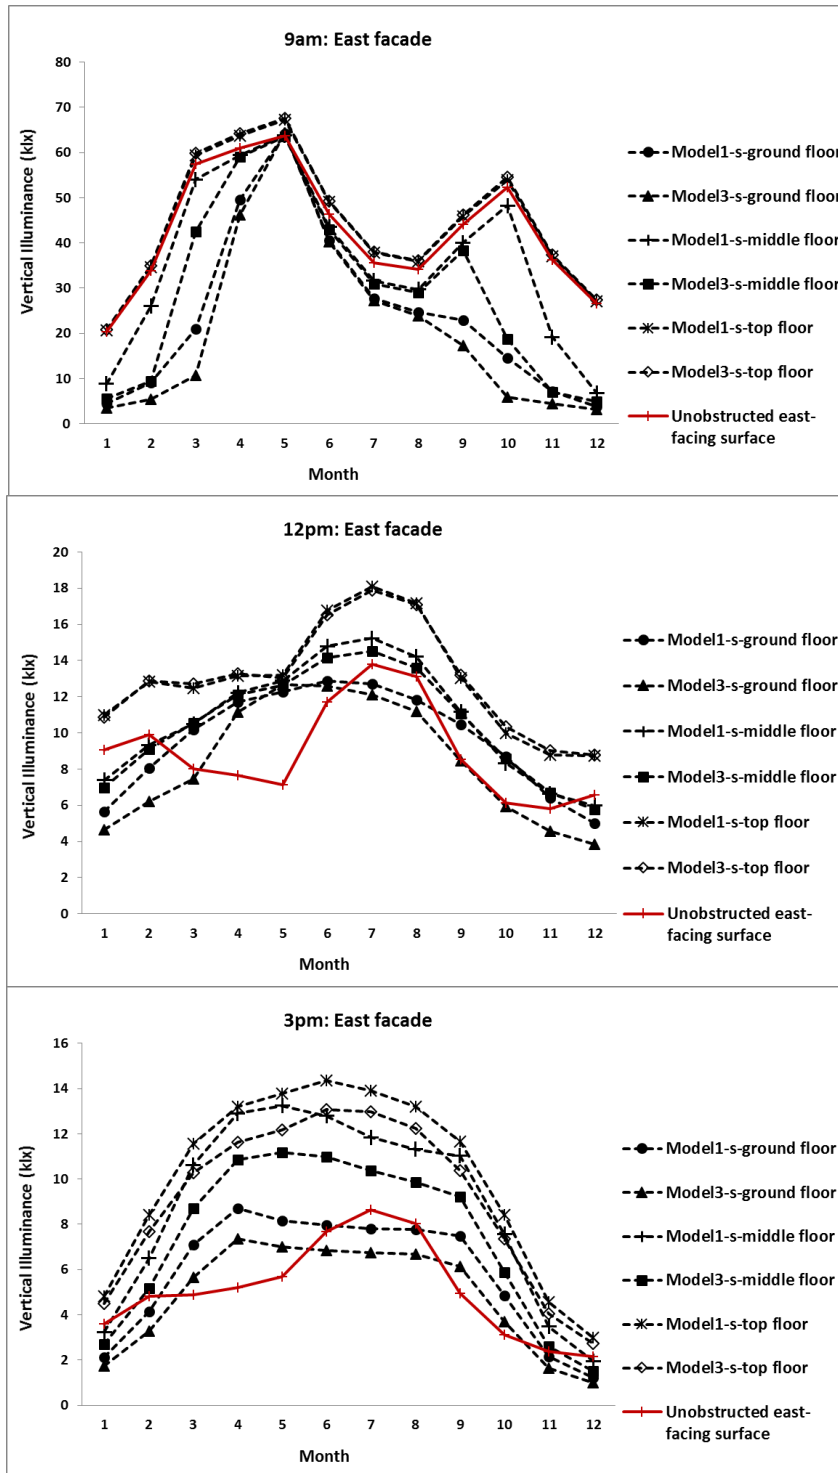 9am: East facade
Vertical Illuminance (klx)
80
70
60
50
40
30
20
10
0
1 2 3 4 5 6 7 8 9 10 11 12
Month
Model1-s-ground floor
Model3-s-ground floor
Model1-s-middle floor
Model3-s-middle floor
Model1-s-top floor
Model3-s-top floor
Unobstructed east-
facing surface
12pm: East facade
Vertical Illuminance (klx)
20
18
16
14
12
10
8
6
4
2
0
1 2 3 4 5 6 7 8 9 10 11 12
Month
Model1-s-ground floor
Model3-s-ground floor
Model1-s-middle floor
Model3-s-middle floor
Model1-s-top floor
Model3-s-top floor
Unobstructed east-
facing surface
3pm: East facade
Vertical Illuminance (klx)
16
14
12
10
8
6
4
2
0
1 2 3 4 5 6 7 8 9 10 11 12
Month
Model1-s-ground floor
Model3-s-ground floor
Model1-s-middle floor
Model3-s-middle floor
Model1-s-top floor
Model3-s-top floor
Unobstructed east-
facing surface